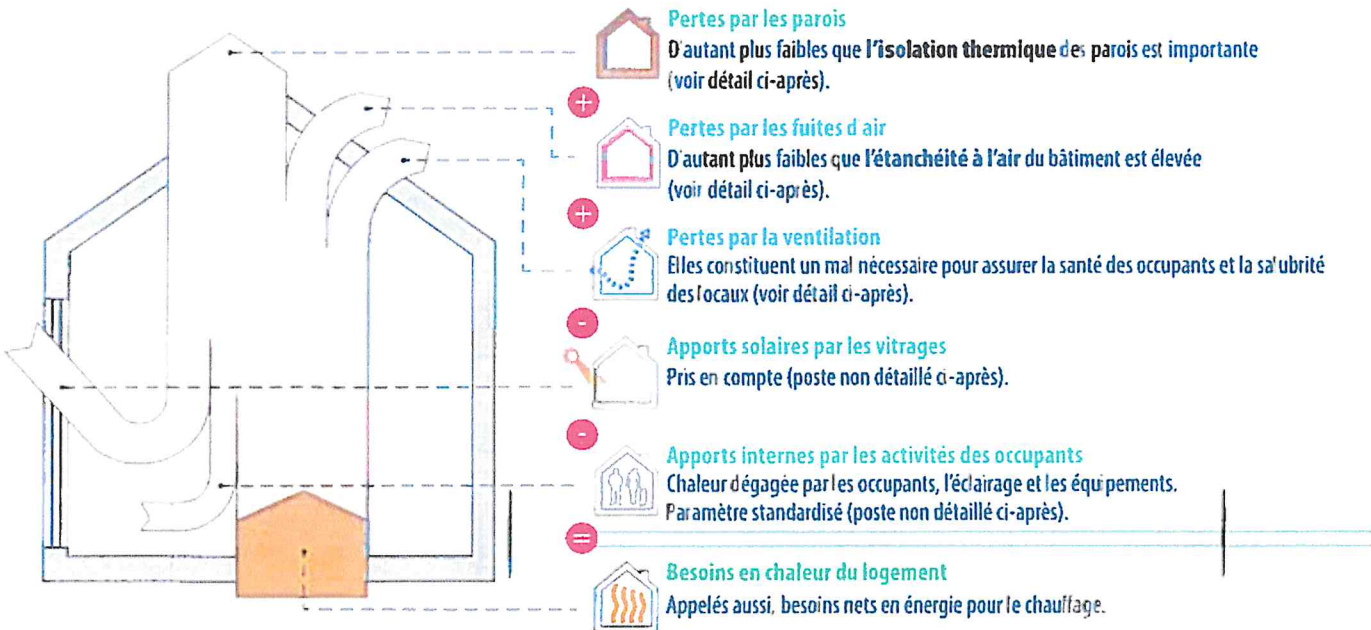 Pertes par les parois
D'autant plus faibles que l'isolation thermique des parois est importante
(voir détail ci-après).
+
Pertes par les fuites d'air
D'autant plus faibles que l'étanchéité à l'air du bâtiment est élevée
(voir détail ci-après).
+
Pertes par la ventilation
Elles constituent un mal nécessaire pour assurer la santé des occupants et la salubrité
des locaux (voir détail ci-après).
-
Apports solaires par les vitrages
Pris en compte (poste non détaillé ci-après).
-
Apports internes par les activités des occupants
Chaleur dégagée par les occupants, l'éclairage et les équipements.
Paramètre standardisé (poste non détaillé ci-après).
=
Besoins en chaleur du logement
Appelés aussi, besoins nets en énergie pour le chauffage.